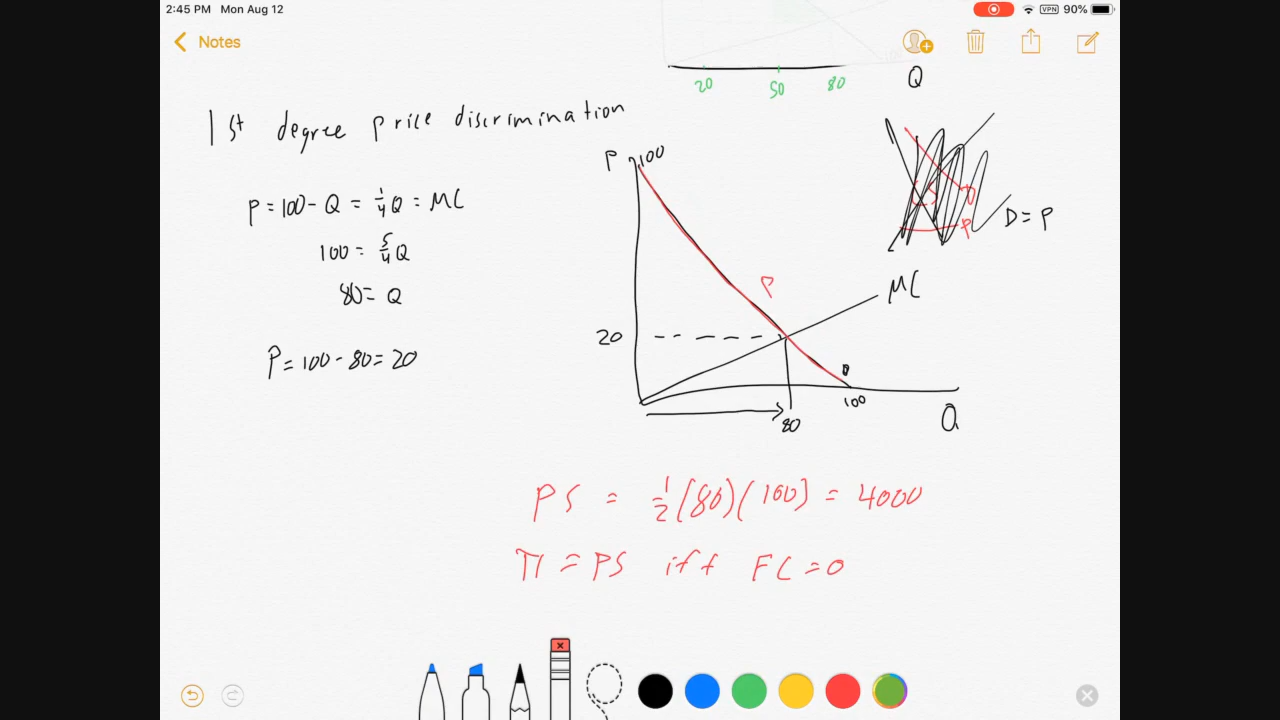 2:45 PM Mon Aug 12
VPN 90%
Notes
20 50 80 Q
1st degree price discrimination
P = 100 - Q = 1/4 Q = MC
100 = 5/4 Q
80 = Q
P = 100 - 80 = 20
P 100
P
20
MC
D
100
80
Q
D = P
P
PS = 1/2 (80)(100) = 4000
Π = PS iff FC = 0